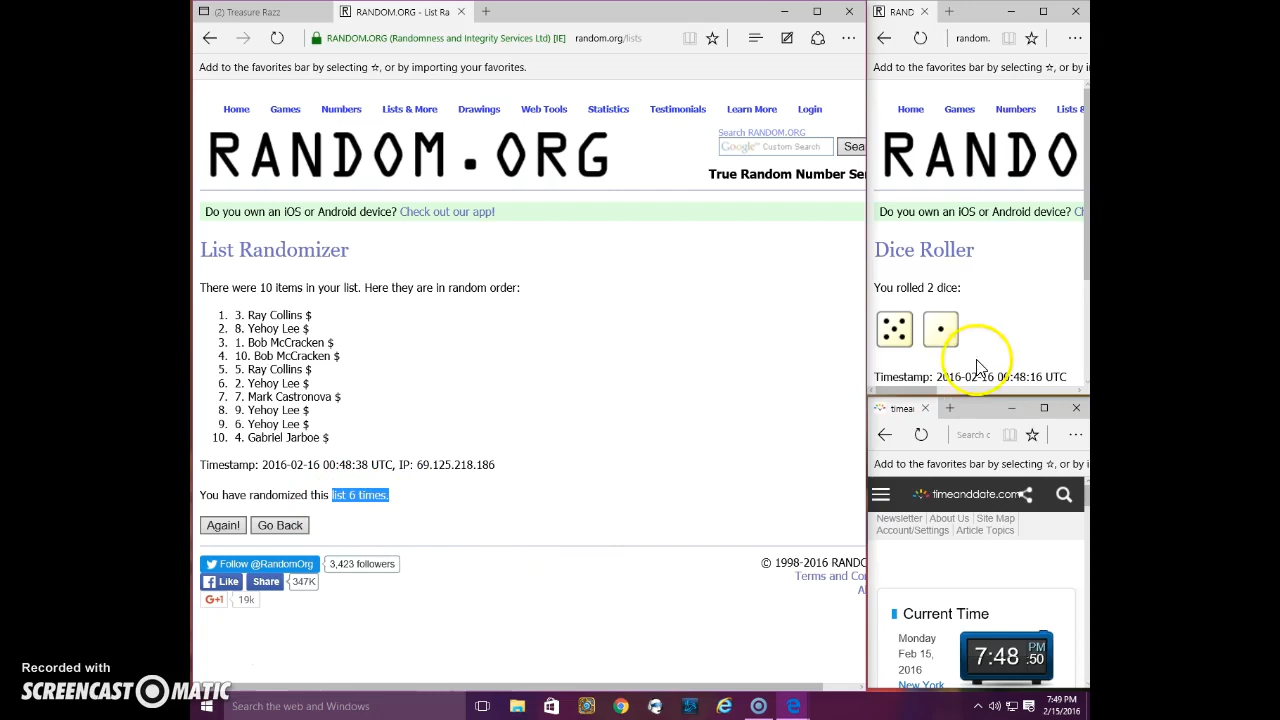 (2) Treasure Razz
RANDOM.ORG - List Ra
RANDOM.ORG (Randomness and Integrity Services Ltd) [IE]
random.org/lists
Add to the favorites bar by selecting ☆, or by importing your favorites.
Home Games Numbers Lists & More Drawings Web Tools Statistics Testimonials Learn More Login
RANDOM.ORG
Search RANDOM.ORG
Google™ Custom Search
Sea
True Random Number Se
Do you own an iOS or Android device? Check out our app!
List Randomizer
There were 10 items in your list. Here they are in random order:
1. 3. Ray Collins $
2. 8. Yehoy Lee $
3. 1. Bob McCracken $
4. 10. Bob McCracken $
5. 5. Ray Collins $
6. 2. Yehoy Lee $
7. 7. Mark Castronova $
8. 9. Yehoy Lee $
9. 6. Yehoy Lee $
10. 4. Gabriel Jarboe $
Timestamp: 2016-02-16 00:48:38 UTC, IP: 69.125.218.186
You have randomized this list 6 times.
Again! Go Back
Follow @RandomOrg 3,423 followers
Like Share 347K
G+1 19k
© 1998-2016 RANDO
Terms and Co
RAND
random.
Add to the favorites bar by selecting ☆, or by i
Home Games Numbers Lists &
RANDO
Do you own an iOS or Android device? Ch
Dice Roller
You rolled 2 dice:
Timestamp: 2016-02-16 00:48:16 UTC
timear
Search o
Add to the favorites bar by selecting ☆, or by i
timeanddate.com
Newsletter About Us Site Map
Account/Settings Article Topics
Current Time
Monday
Feb 15,
2016
New York
7:48 PM :50
Recorded with
SCREENCAST MATIC
Search the web and Windows
7:49 PM
2/15/2016